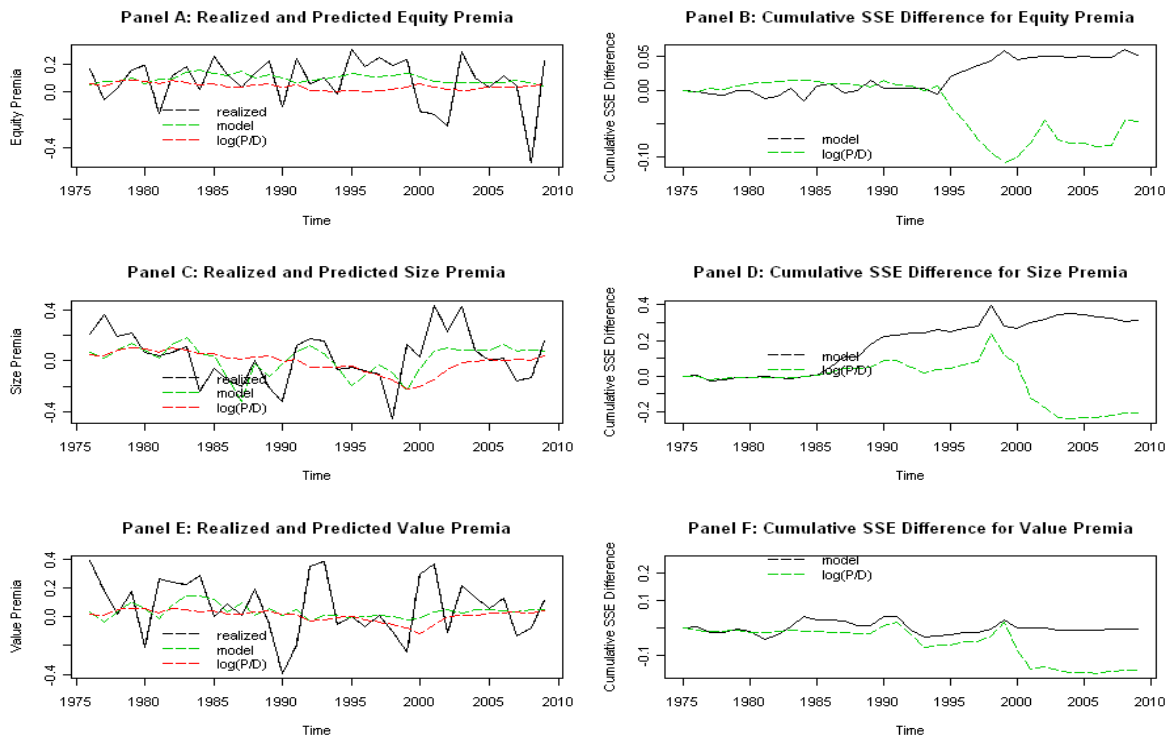 Panel A: Realized and Predicted Equity Premia
Equity Premia
0.2
0.0
-0.4
realized
model
log(P/D)
1975 1980 1985 1990 1995 2000 2005 2010
Time
Panel B: Cumulative SSE Difference for Equity Premia
Cumulative SSE Difference
0.05
0.00
-0.10
model
log(P/D)
1975 1980 1985 1990 1995 2000 2005 2010
Time
Panel C: Realized and Predicted Size Premia
Size Premia
0.4
0.0
-0.4
realized
model
log(P/D)
1975 1980 1985 1990 1995 2000 2005 2010
Time
Panel D: Cumulative SSE Difference for Size Premia
Cumulative SSE Difference
0.4
0.2
0.0
-0.2
model
log(P/D)
1975 1980 1985 1990 1995 2000 2005 2010
Time
Panel E: Realized and Predicted Value Premia
Value Premia
0.4
0.0
-0.4
realized
model
log(P/D)
1975 1980 1985 1990 1995 2000 2005 2010
Time
Panel F: Cumulative SSE Difference for Value Premia
Cumulative SSE Difference
0.2
-0.1
model
log(P/D)
1975 1980 1985 1990 1995 2000 2005 2010
Time